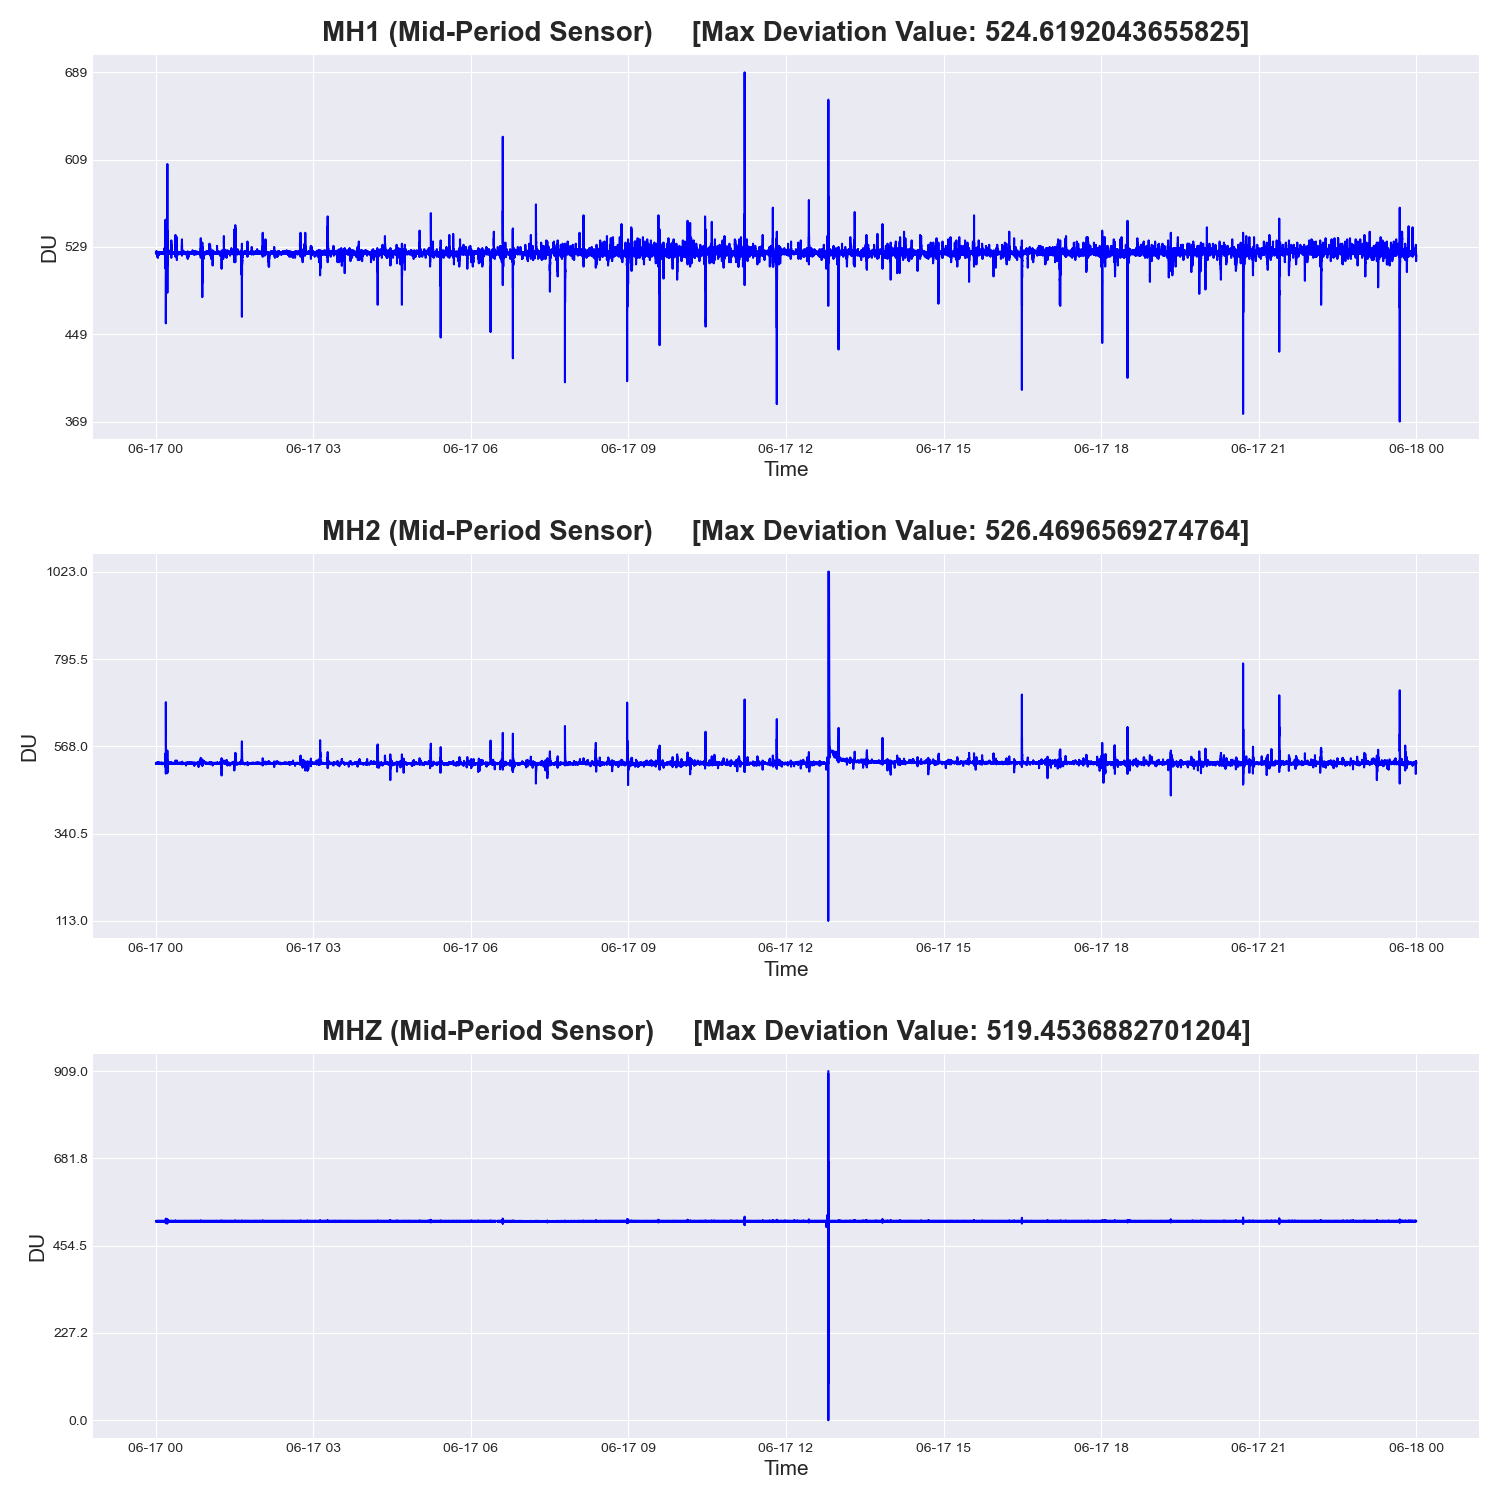 MH1 (Mid-Period Sensor) [Max Deviation Value: 524.6192043655825]
689
609
529
449
369
DU
06-17 00 06-17 03 06-17 06 06-17 09 06-17 12 06-17 15 06-17 18 06-17 21 06-18 00
Time
MH2 (Mid-Period Sensor) [Max Deviation Value: 526.4696569274764]
1023.0
795.5
568.0
340.5
113.0
DU
06-17 00 06-17 03 06-17 06 06-17 09 06-17 12 06-17 15 06-17 18 06-17 21 06-18 00
Time
MHZ (Mid-Period Sensor) [Max Deviation Value: 519.4536882701204]
909.0
681.8
454.5
227.2
0.0
DU
06-17 00 06-17 03 06-17 06 06-17 09 06-17 12 06-17 15 06-17 18 06-17 21 06-18 00
Time